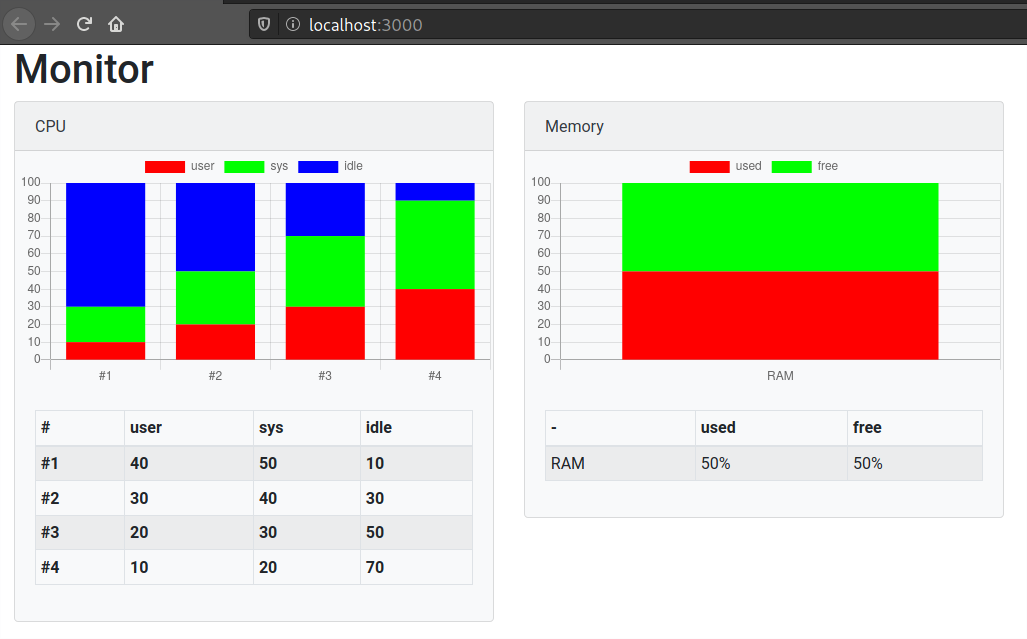 localhost:3000
Monitor
CPU
user sys idle
100
90
80
70
60
50
40
30
20
10
0
#1 #2 #3 #4
# user sys idle
#1 40 50 10
#2 30 40 30
#3 20 30 50
#4 10 20 70
Memory
used free
100
90
80
70
60
50
40
30
20
10
0
RAM
- used free
RAM 50% 50%